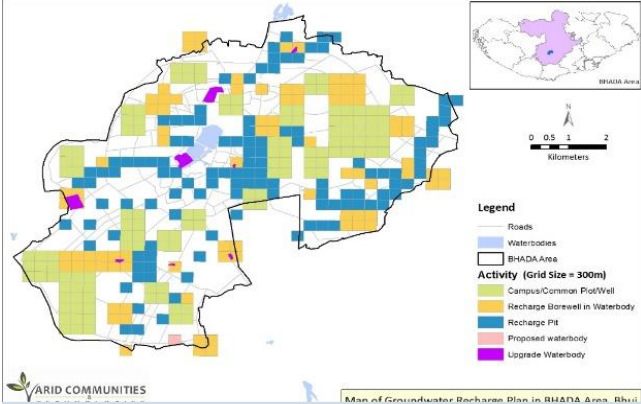 BHADA Area
N
0 0.5 1 2
Kilometers
Legend
Roads
Waterbodies
BHADA Area
Activity (Grid Size = 300m)
Campus/Common Plot/Well
Recharge Borewell in Waterbody
Recharge Pit
Proposed waterbody
Upgrade Waterbody
ARID COMMUNITIES
&
Map of Groundwater Recharge Plan in BHADA Area, Bhuj